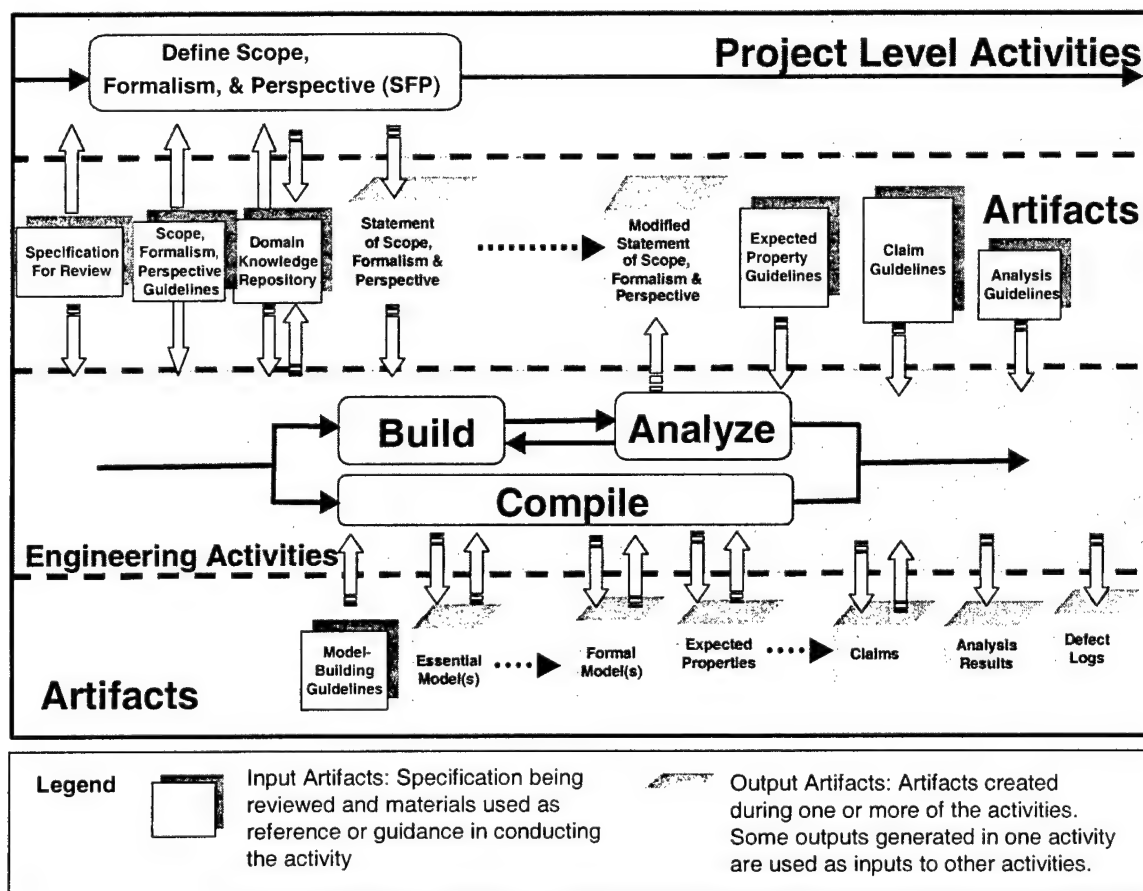 Define Scope,
Formalism, & Perspective (SFP)
Project Level Activities
Specification
For Review
Scope,
Formalism,
Perspective
Guidelines
Domain
Knowledge
Repository
Statement
of Scope,
Formalism &
Perspective
Modified
Statement
of Scope,
Formalism
& Perspective
Expected
Property
Guidelines
Claim
Guidelines
Artifacts
Analysis
Guidelines
Build
Analyze
Compile
Engineering Activities
Model-
Building
Guidelines
Essential
Model(s)
Formal
Model(s)
Expected
Properties
Claims
Analysis
Results
Defect
Logs
Artifacts
Legend
Input Artifacts: Specification being
reviewed and materials used as
reference or guidance in conducting
the activity
Output Artifacts: Artifacts created
during one or more of the activities.
Some outputs generated in one activity
are used as inputs to other activities.